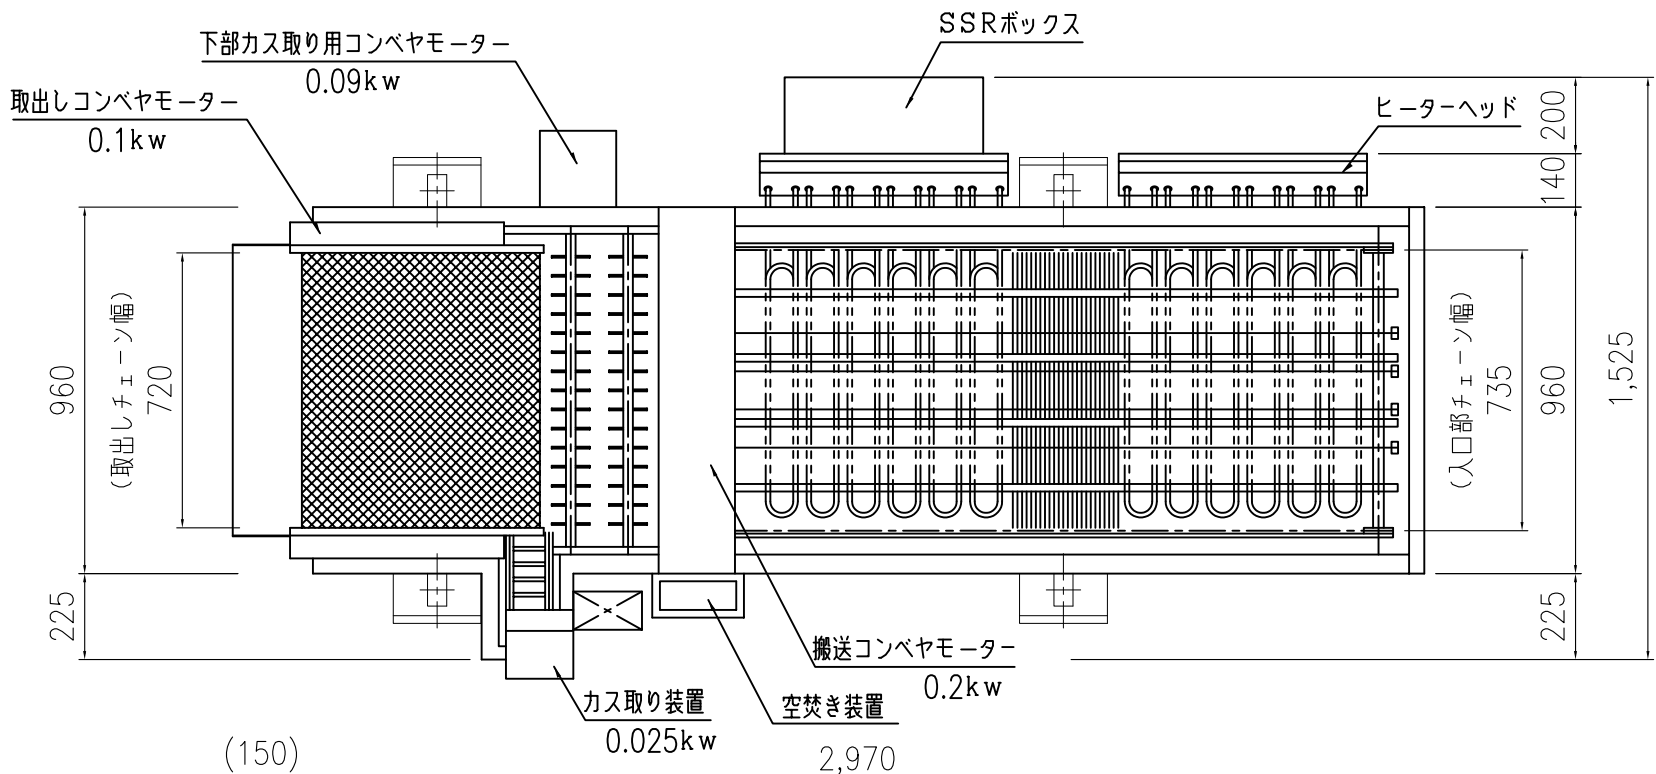 SSRボックス
下部カス取り用コンベヤモーター
0.09kw
取出しコンベヤモーター
0.1kw
ヒーターヘッド
200
140
960
(取出しチェーン幅)
720
(入口部チェーン幅)
735
960
1,525
225
225
搬送コンベヤモーター
0.2kw
カス取り装置
0.025kw
空焚き装置
(150)
2,970